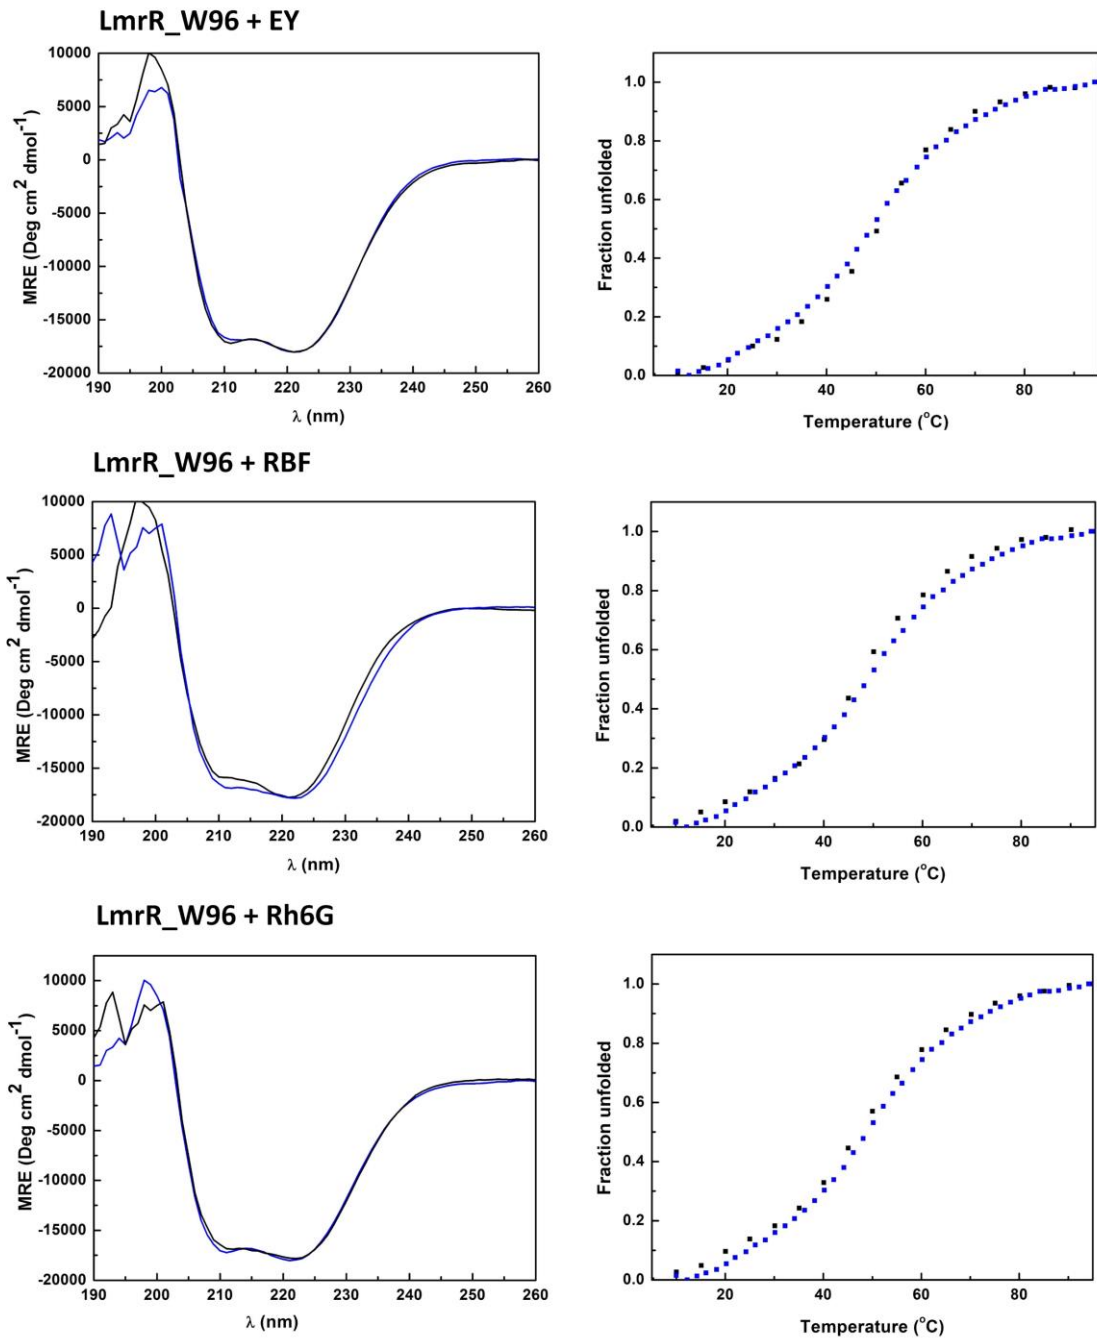 LmrR_W96 + EY
10000
5000
0
-5000
-10000
-15000
-20000
MRE (Deg cm² dmol⁻¹)
190 200 210 220 230 240 250 260
λ (nm)
1.0
0.8
0.6
0.4
0.2
0.0
Fraction unfolded
20 40 60 80
Temperature (°C)
LmrR_W96 + RBF
10000
5000
0
-5000
-10000
-15000
-20000
MRE (Deg cm² dmol⁻¹)
190 200 210 220 230 240 250 260
λ (nm)
1.0
0.8
0.6
0.4
0.2
0.0
Fraction unfolded
20 40 60 80
Temperature (°C)
LmrR_W96 + Rh6G
10000
5000
0
-5000
-10000
-15000
-20000
MRE (Deg cm² dmol⁻¹)
190 200 210 220 230 240 250 260
λ (nm)
1.0
0.8
0.6
0.4
0.2
0.0
Fraction unfolded
20 40 60 80
Temperature (°C)